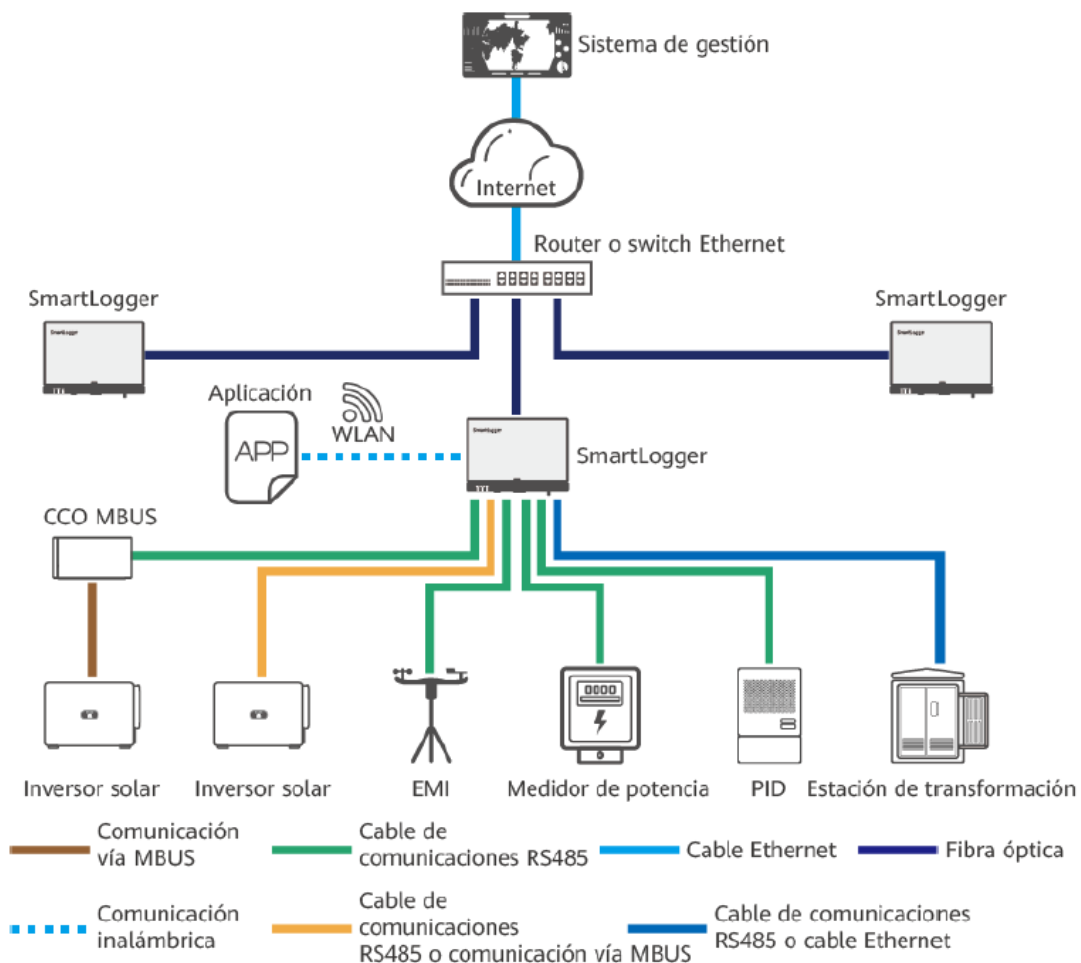 Sistema de gestión
Internet
Router o switch Ethernet
SmartLogger
SmartLogger
SmartLogger
SmartLogger
Aplicación
WLAN
APP
SmartLogger
SmartLogger
CCO MBUS
Inversor solar
Inversor solar
EMI
Medidor de potencia
PID
Estación de transformación
Comunicación
vía MBUS
Cable de
comunicaciones RS485
Cable Ethernet
Fibra óptica
Comunicación
inalámbrica
Cable de
comunicaciones
RS485 o comunicación vía MBUS
Cable de comunicaciones
RS485 o cable Ethernet